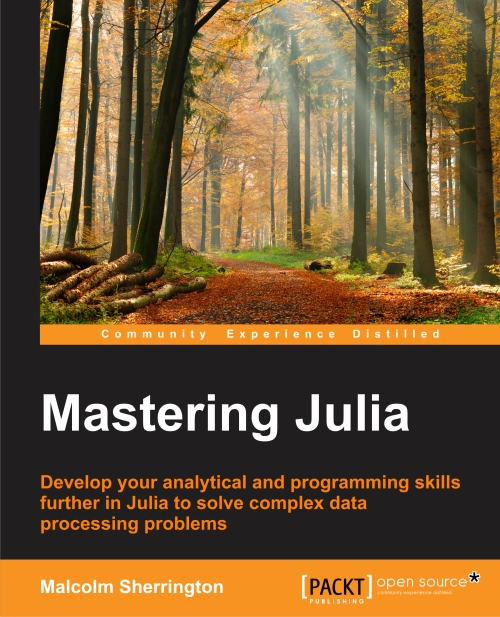 Community Experience Distilled
Mastering Julia
Develop your analytical and programming skills
further in Julia to solve complex data
processing problems
Malcolm Sherrington
[PACKT] open source*
PUBLISHING community experience distilled